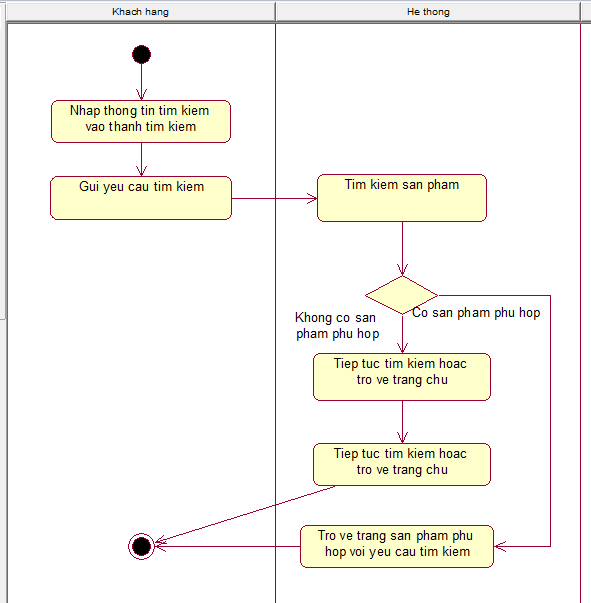 Khach hang
He thong
Nhap thong tin tim kiem
vao thanh tim kiem
Gui yeu cau tim kiem
Tim kiem san pham
Khong co san
pham phu hop
Co san pham phu hop
Tiep tuc tim kiem hoac
tro ve trang chu
Tiep tuc tim kiem hoac
tro ve trang chu
Tro ve trang san pham phu
hop voi yeu cau tim kiem